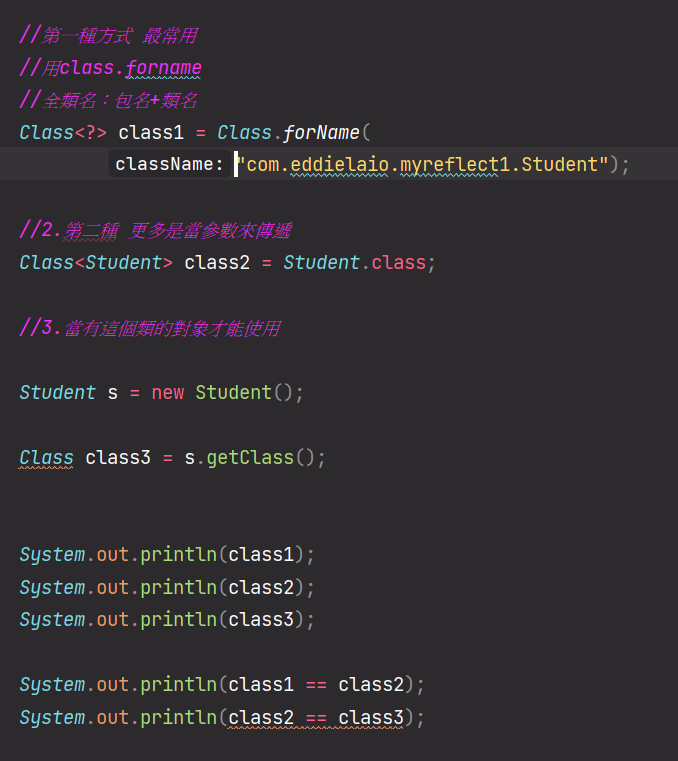 //第一種方式 最常用
//用class.forname
//全類名：包名+類名
Class<?> class1 = Class.forName(
className: "com.eddielaio.myreflect1.Student");
//2.第二種 更多是當參數來傳遞
Class<Student> class2 = Student.class;
//3.當有這個類的對象才能使用
Student s = new Student();
Class class3 = s.getClass();
System.out.println(class1);
System.out.println(class2);
System.out.println(class3);
System.out.println(class1 == class2);
System.out.println(class2 == class3);